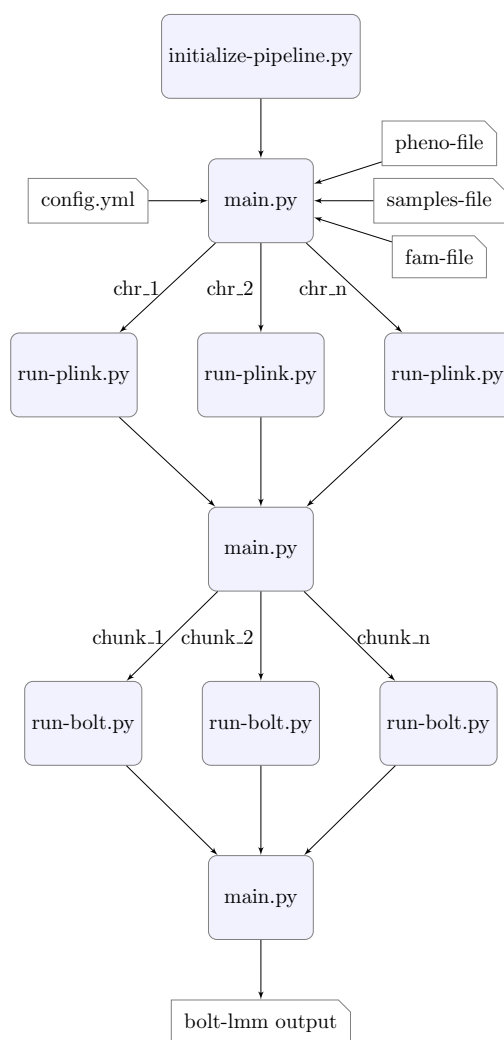 initialize-pipeline.py
pheno-file
config.yml
main.py
samples-file
fam-file
chr_1
chr_2
chr_n
run-plink.py
run-plink.py
run-plink.py
main.py
chunk_1
chunk_2
chunk_n
run-bolt.py
run-bolt.py
run-bolt.py
main.py
bolt-lmm output